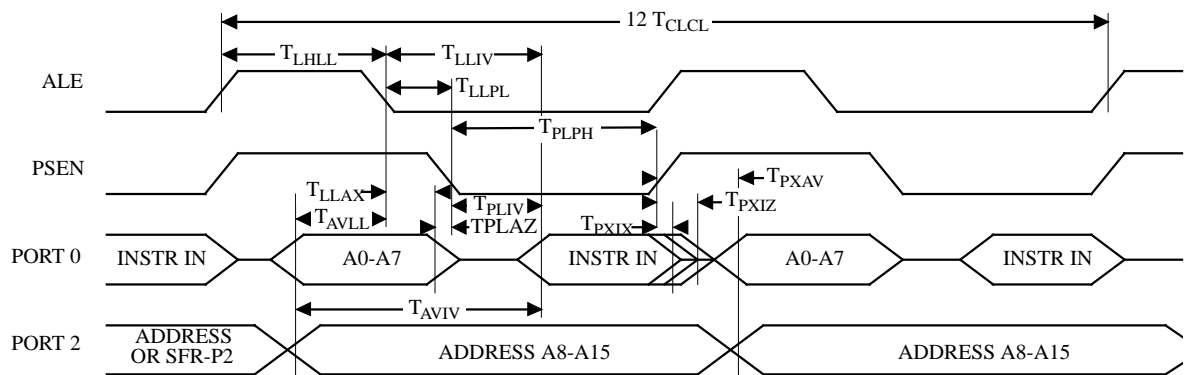 12 TCLCL
TLHLL TLLIV
ALE TLLPL
TPLPH
PSEN
TLLAX TPXAV
TPLIV TPXIZ
TAVLL TPLAZ TPXIX
PORT 0 INSTR IN A0-A7 INSTR IN A0-A7 INSTR IN
TAVIV
PORT 2 ADDRESS OR SFR-P2 ADDRESS A8-A15 ADDRESS A8-A15